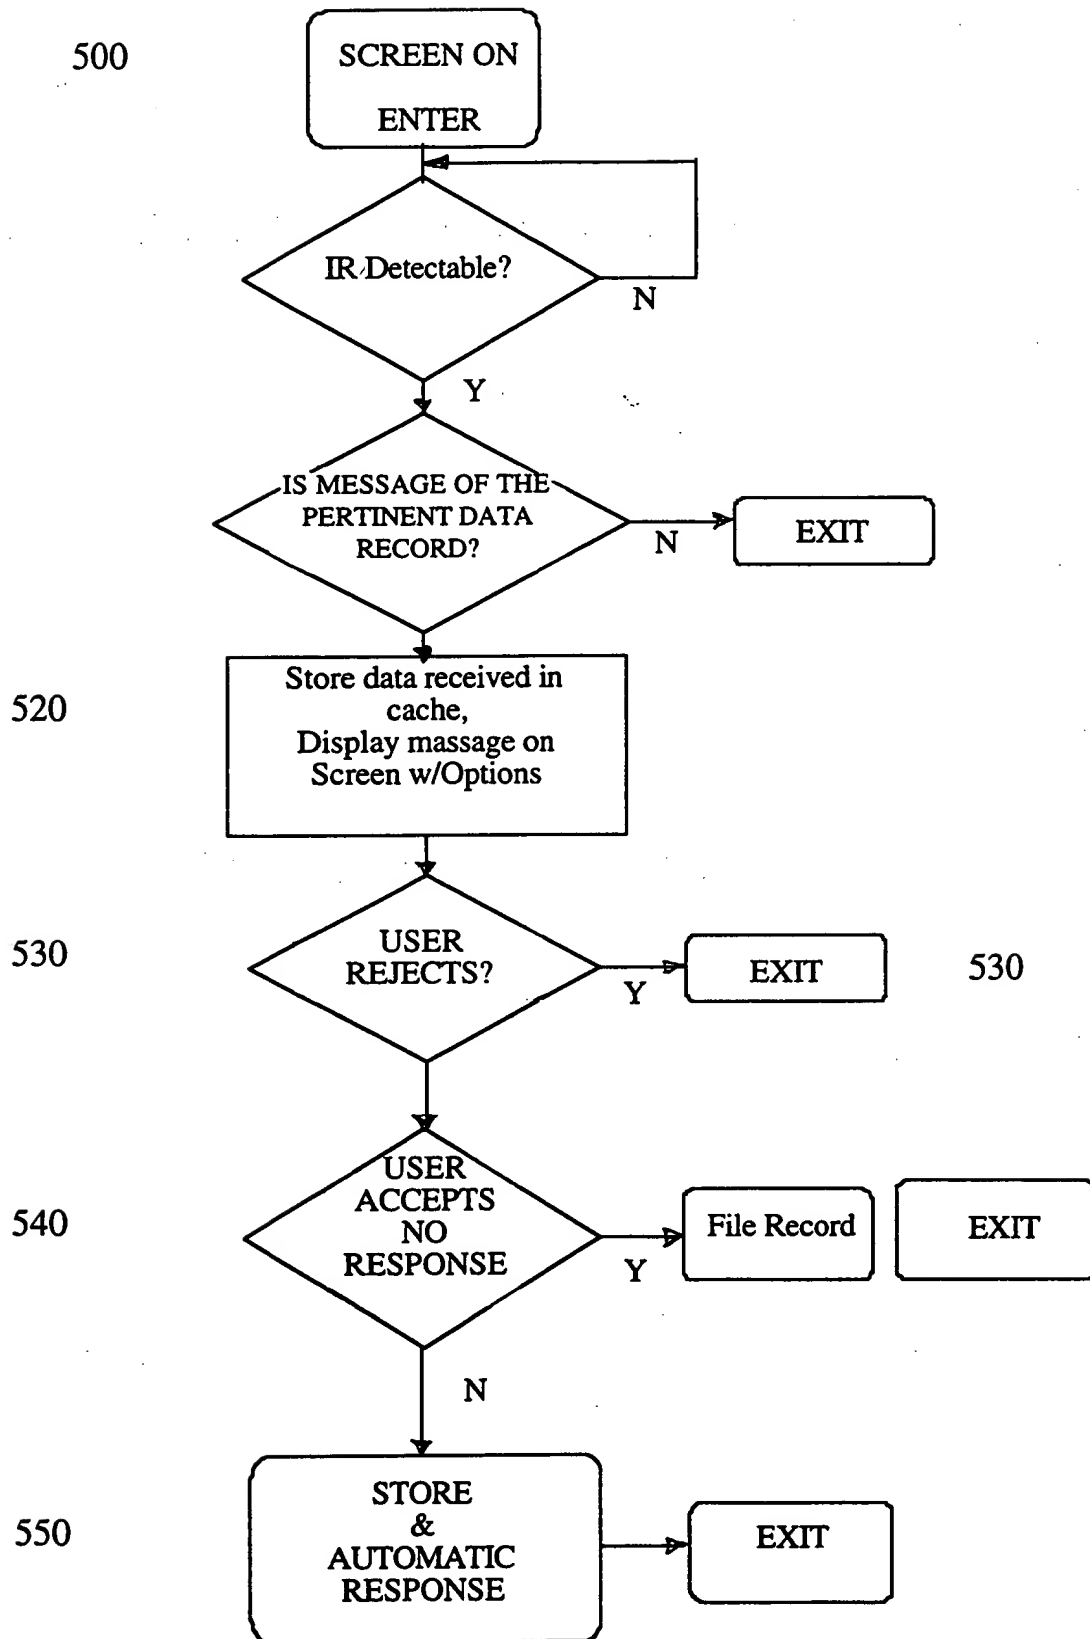 500
SCREEN ON
ENTER
IR Detectable?
N
Y
IS MESSAGE OF THE
PERTINENT DATA
RECORD?
N
EXIT
520
Store data received in
cache,
Display massage on
Screen w/Options
530
USER
REJECTS?
Y
EXIT
530
540
USER
ACCEPTS
NO
RESPONSE
Y
File Record
EXIT
N
550
STORE
&
AUTOMATIC
RESPONSE
EXIT